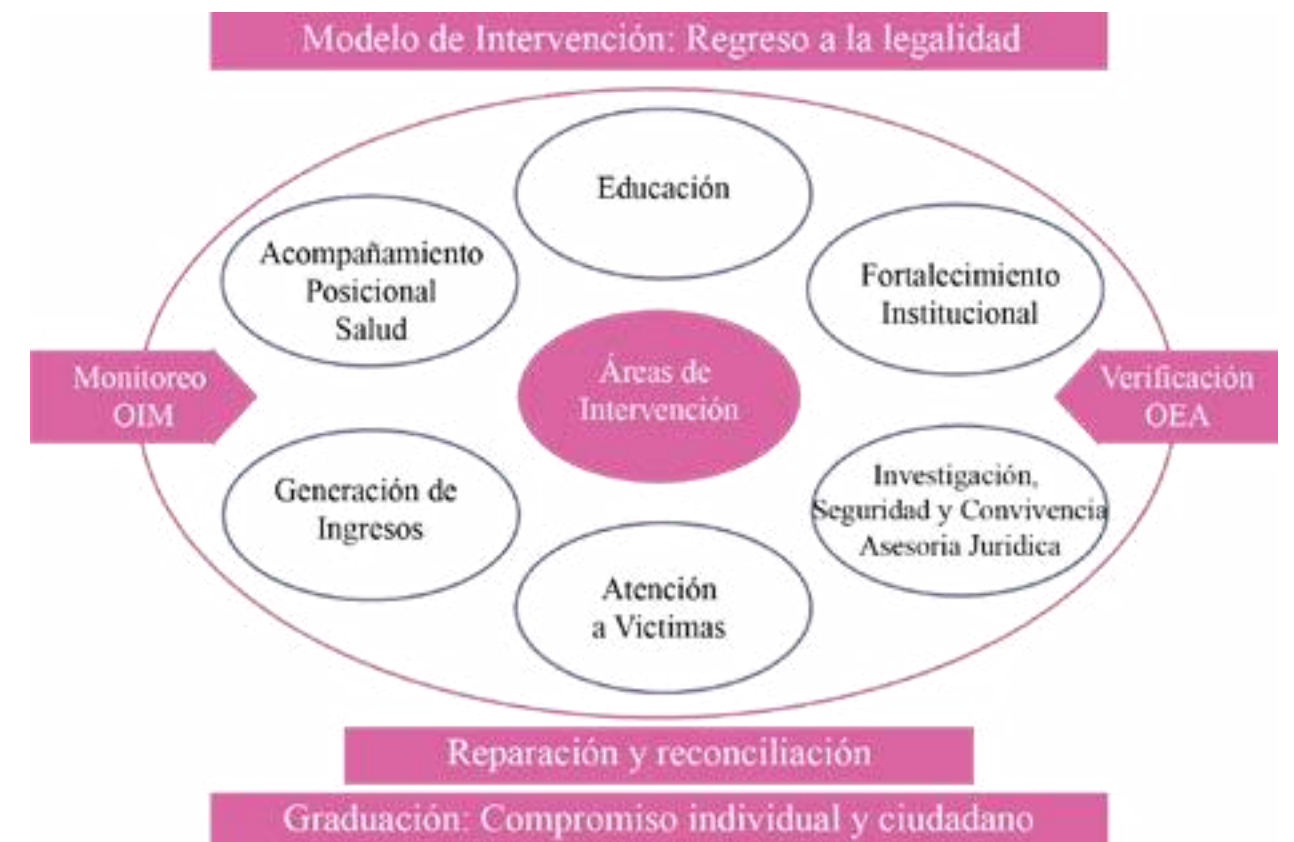 Modelo de Intervención: Regreso a la legalidad
Educación
Acompañamiento
Posicional
Salud
Fortalecimiento
Institucional
Monitoreo
OIM
Áreas de
Intervención
Verificación
OEA
Generación de
Ingresos
Investigación,
Seguridad y Convivencia
Asesoria Juridica
Atención
a Victimas
Reparación y reconciliación
Graduación: Compromiso individual y ciudadano